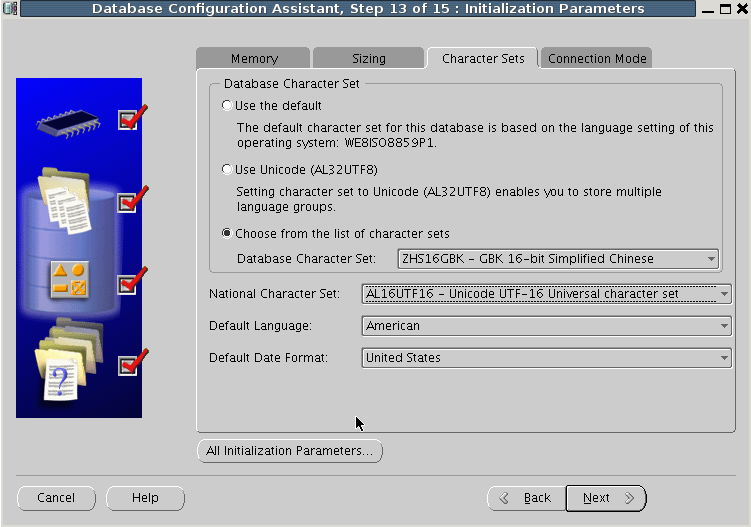 Database Configuration Assistant, Step 13 of 15 : Initialization Parameters
Memory
Sizing
Character Sets
Connection Mode
Database Character Set
Use the default
The default character set for this database is based on the language setting of this
operating system: WE8ISO8859P1.
Use Unicode (AL32UTF8)
Setting character set to Unicode (AL32UTF8) enables you to store multiple
language groups.
Choose from the list of character sets
Database Character Set:
ZHS16GBK - GBK 16-bit Simplified Chinese
National Character Set:
AL16UTF16 - Unicode UTF-16 Universal character set
Default Language:
American
Default Date Format:
United States
All Initialization Parameters...
Cancel
Help
Back
Next